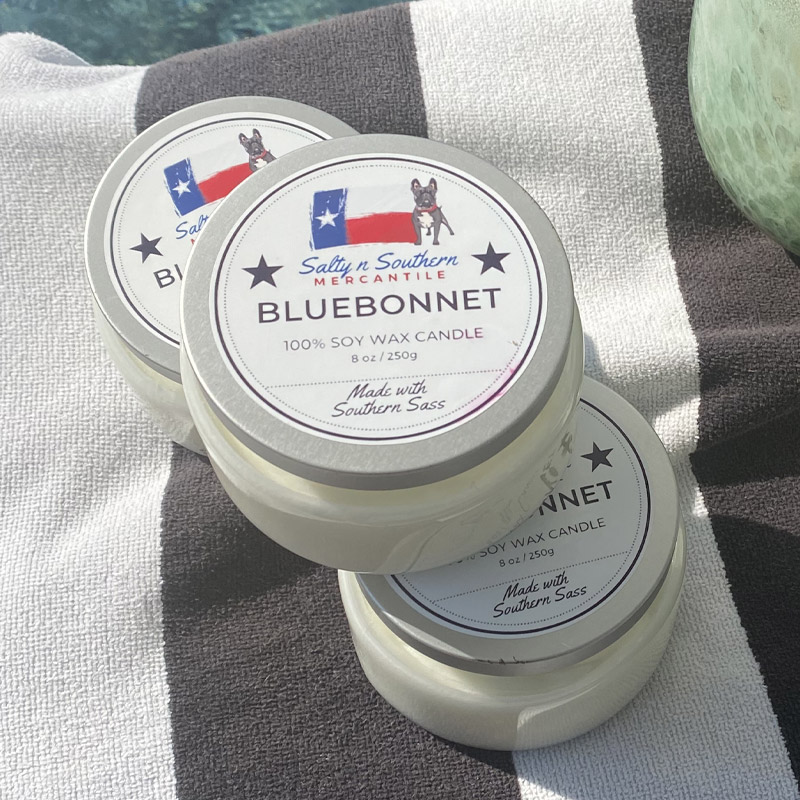 Salty n Southern
MERCANTILE
BLUEBONNET
100% SOY WAX CANDLE
8 oz / 250g
Made with
Southern Sass
SOY WAX CANDLE
8 oz / 250g
Made with
Southern Sass